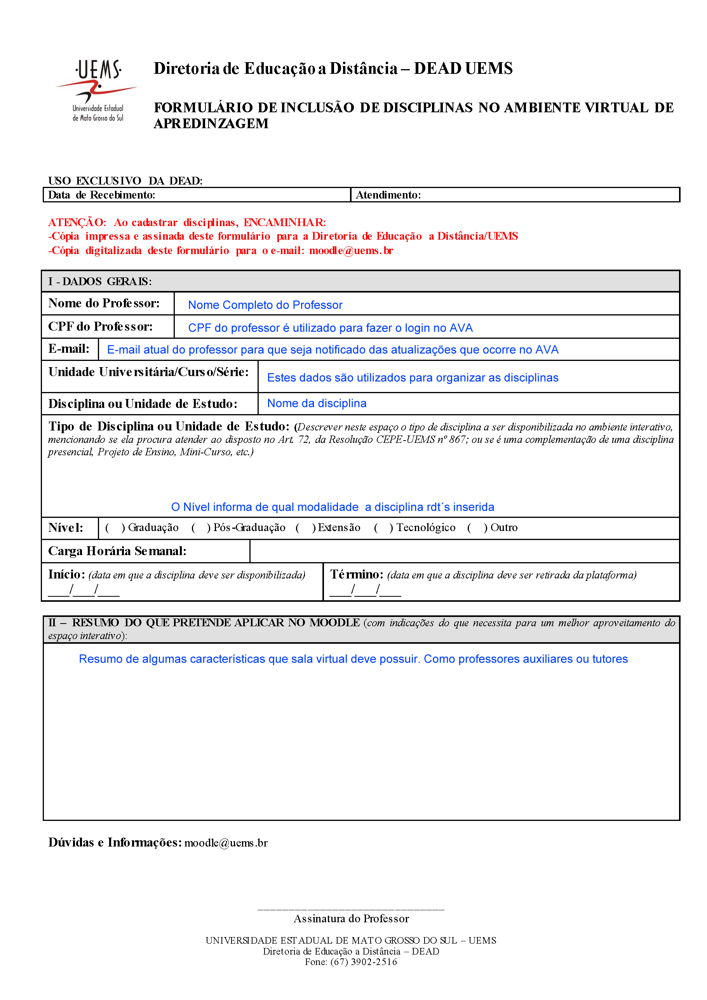 ·UEMS·
Universidade Estadual
de Mato Grosso do Sul
Diretoria de Educação a Distância – DEAD UEMS
FORMULÁRIO DE INCLUSÃO DE DISCIPLINAS NO AMBIENTE VIRTUAL DE
APREDINZAGEM
USO EXCLUSIVO DA DEAD:
Data de Recebimento: Atendimento:
ATENÇÃO: Ao cadastrar disciplinas, ENCAMINHAR:
-Cópia impressa e assinada deste formulário para a Diretoria de Educação a Distância/UEMS
-Cópia digitalizada deste formulário para o e-mail: moodle@uems.br
I - DADOS GERAIS:
Nome do Professor: Nome Completo do Professor
CPF do Professor: CPF do professor é utilizado para fazer o login no AVA
E-mail: E-mail atual do professor para que seja notificado das atualizações que ocorre no AVA
Unidade Universitária/Curso/Série: Estes dados são utilizados para organizar as disciplinas
Disciplina ou Unidade de Estudo: Nome da disciplina
Tipo de Disciplina ou Unidade de Estudo: (Descrever neste espaço o tipo de disciplina a ser disponibilizada no ambiente interativo,
mencionando se ela procura atender ao disposto no Art. 72, da Resolução CEPE-UEMS nº 867; ou se é uma complementação de uma disciplina
presencial, Projeto de Ensino, Mini-Curso, etc.)
O Nível informa de qual modalidade a disciplina rdt´s inserida
Nível: ( ) Graduação ( ) Pós-Graduação ( ) Extensão ( ) Tecnológico ( ) Outro
Carga Horária Semanal:
Início: (data em que a disciplina deve ser disponibilizada) Término: (data em que a disciplina deve ser retirada da plataforma)
___/___/___ ___/___/___
II – RESUMO DO QUE PRETENDE APLICAR NO MOODLE (com indicações do que necessita para um melhor aproveitamento do
espaço interativo):
Resumo de algumas características que sala virtual deve possuir. Como professores auxiliares ou tutores
Dúvidas e Informações: moodle@uems.br
______________________________
Assinatura do Professor
UNIVERSIDADE ESTADUAL DE MATO GROSSO DO SUL – UEMS
Diretoria de Educação a Distância – DEAD
Fone: (67) 3902-2516